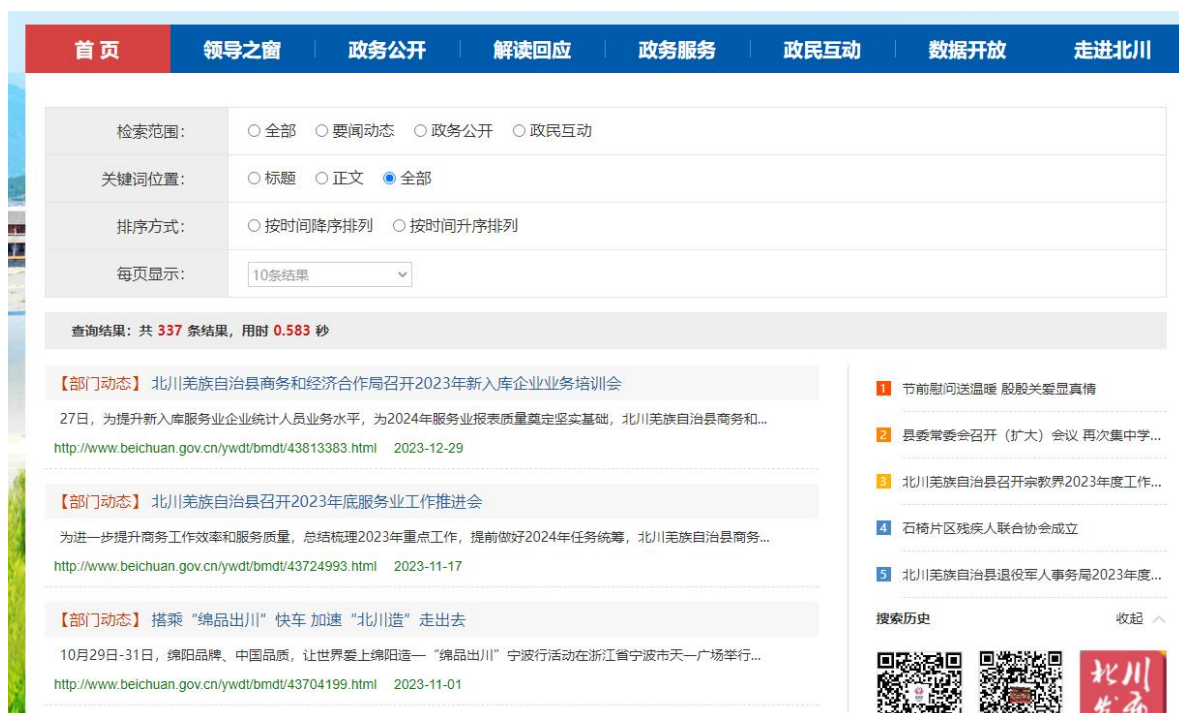 首 页 领导之窗 政务公开 解读回应 政务服务 政民互动 数据开放 走进北川
检索范围： 全部 要闻动态 政务公开 政民互动
关键词位置： 标题 正文 全部
排序方式： 按时间降序排列 按时间升序排列
每页显示： 10条结果
查询结果：共 337 条结果，用时 0.583 秒
【部门动态】北川羌族自治县商务和经济合作局召开2023年新入库企业业务培训会
27日，为提升新入库服务业企业统计人员业务水平，为2024年服务业报表质量奠定坚实基础，北川羌族自治县商务和...
http://www.beichuan.gov.cn/ywdt/bmdt/43813383.html 2023-12-29
【部门动态】北川羌族自治县召开2023年底服务业工作推进会
为进一步提升商务工作效率和服务质量，总结梳理2023年重点工作，提前做好2024年任务统筹，北川羌族自治县商务...
http://www.beichuan.gov.cn/ywdt/bmdt/43724993.html 2023-11-17
【部门动态】搭乘“绵品出川”快车 加速“北川造”走出去
10月29日-31日，绵阳品牌、中国品质，让世界爱上绵阳造—“绵品出川”宁波行活动在浙江省宁波市天一广场举行...
http://www.beichuan.gov.cn/ywdt/bmdt/43704199.html 2023-11-01
1 节前慰问送温暖 殷殷关爱显真情
2 县委常委会召开（扩大）会议 再次集中学...
3 北川羌族自治县召开宗教界2023年度工作...
4 石椅片区残疾人联合协会成立
5 北川羌族自治县退役军人事务局2023年度...
搜索历史 收起
北川